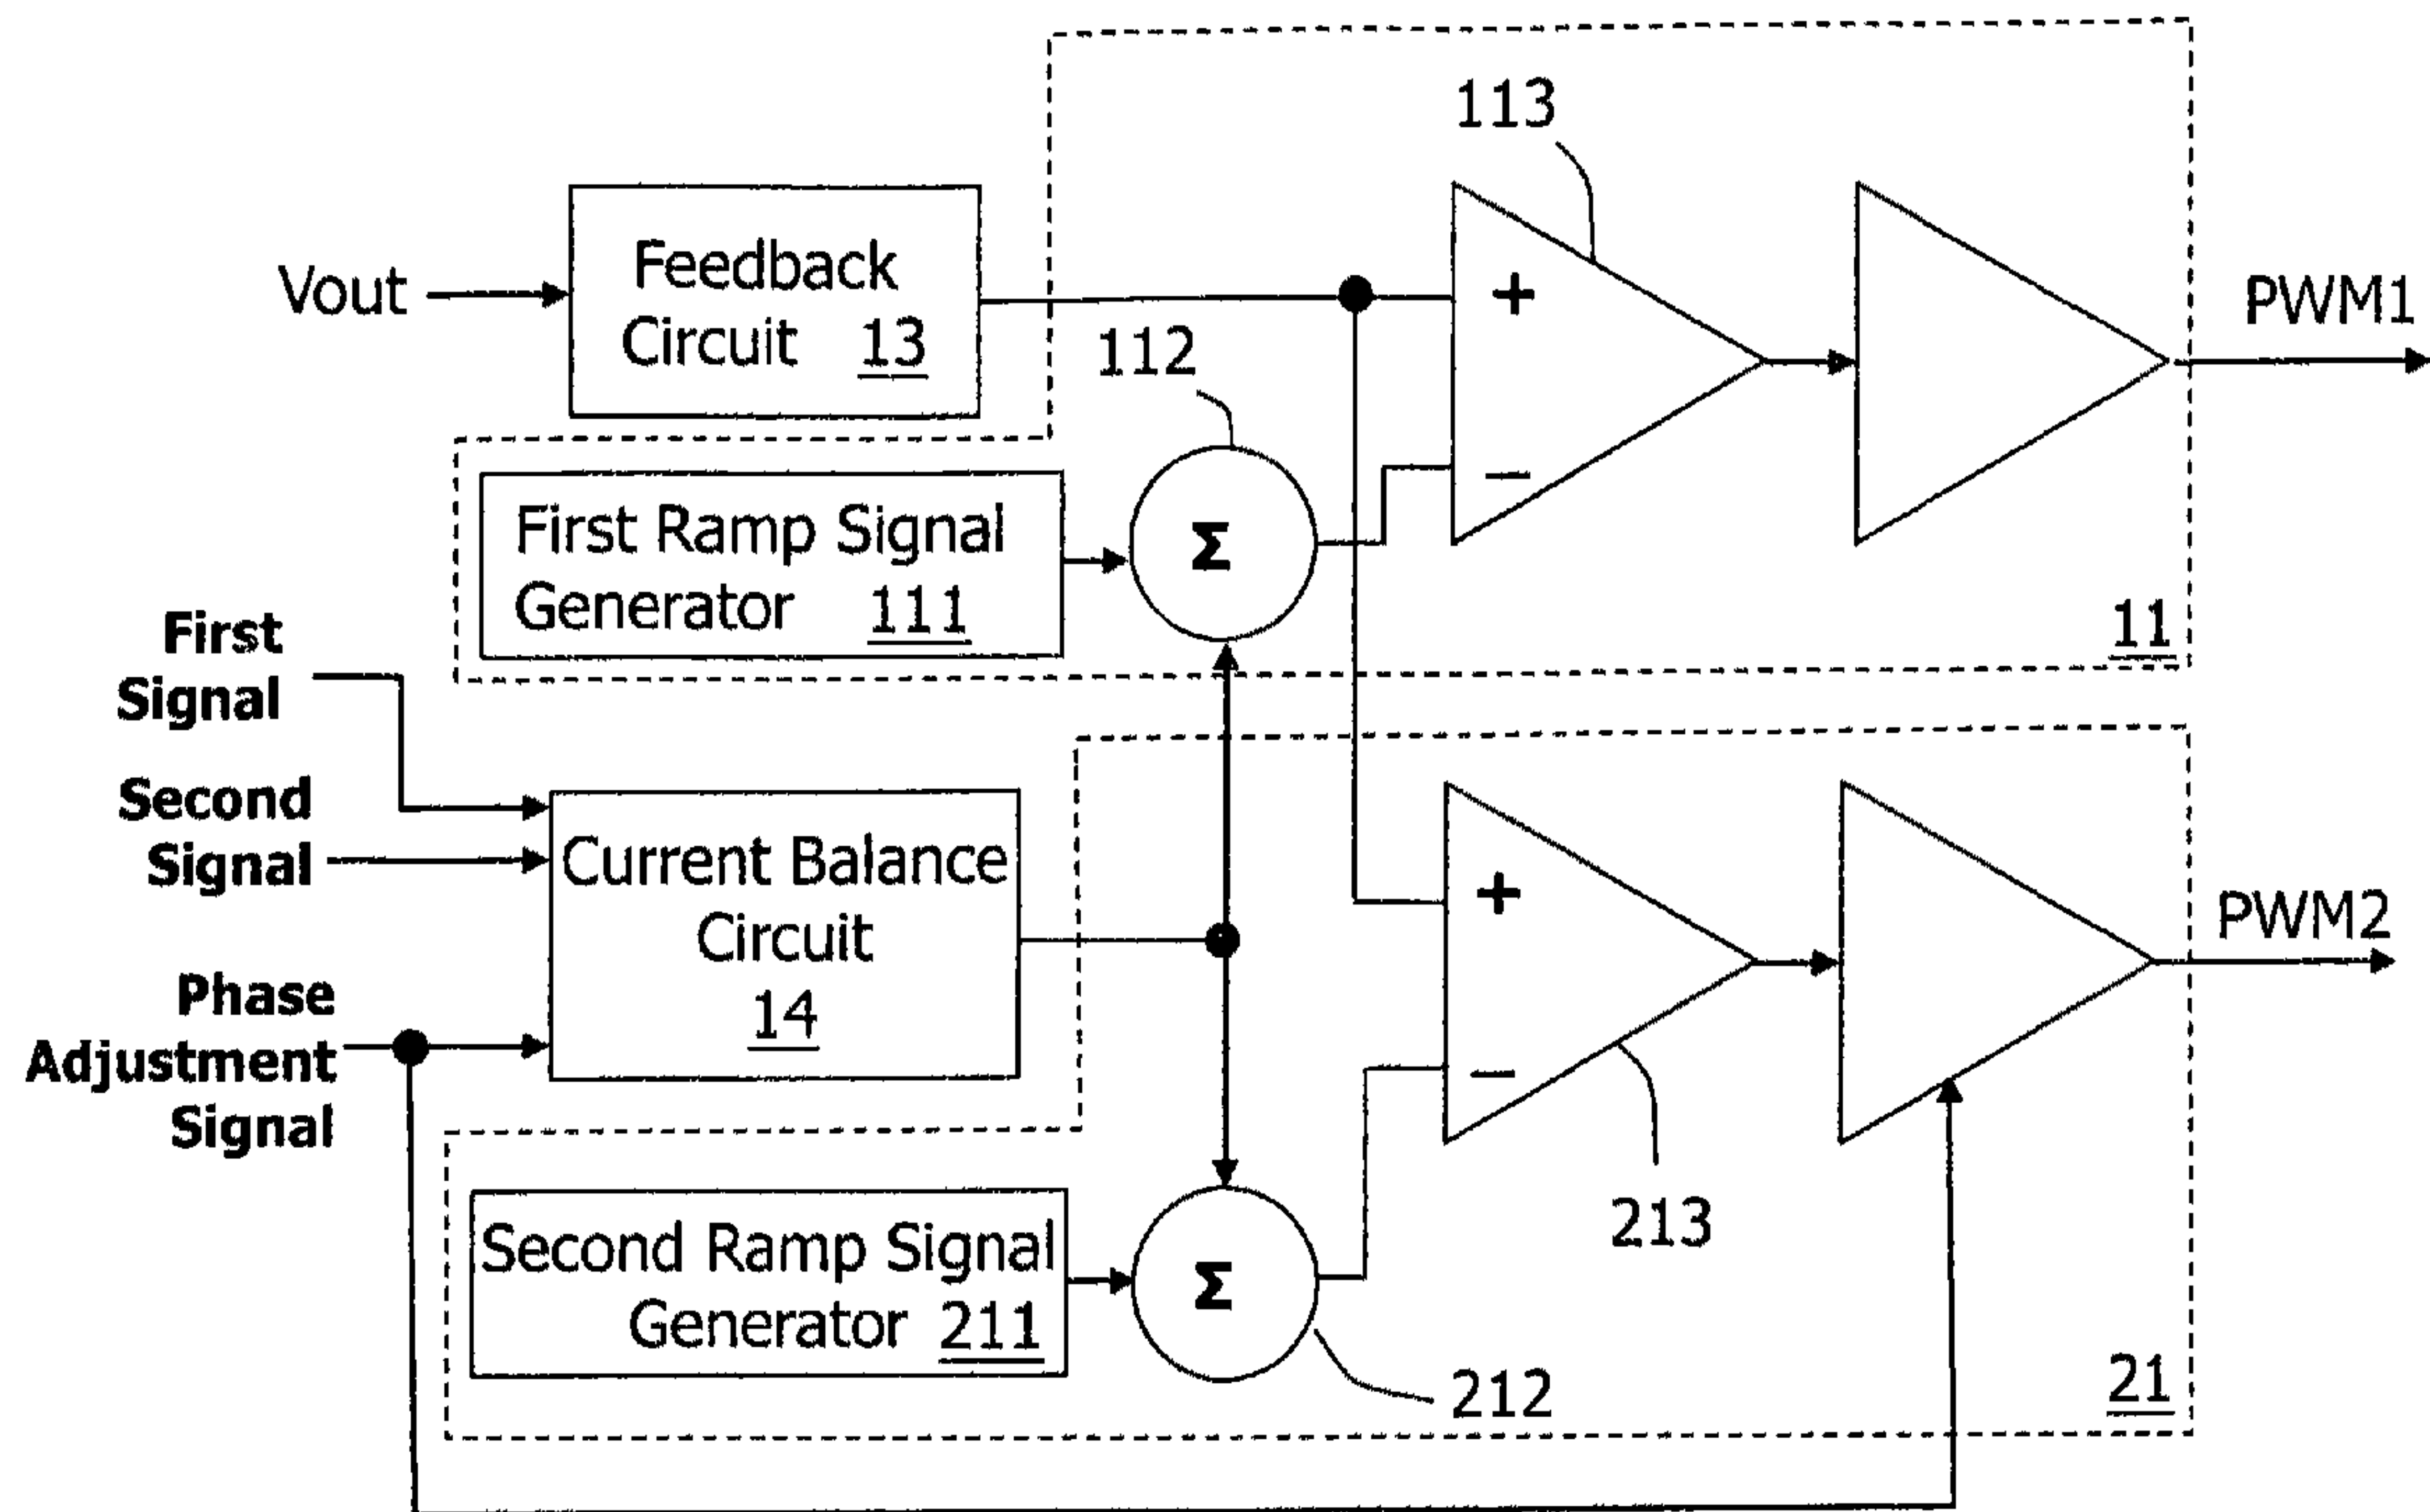 113
Vout
Feedback
Circuit 13
+
PWM1
112
−
First Ramp Signal
Generator 111
Σ
11
First
Signal
Second
Signal
Current Balance
Circuit
14
+
PWM2
Phase
Adjustment
Signal
−
213
Second Ramp Signal
Generator 211
Σ
212
21